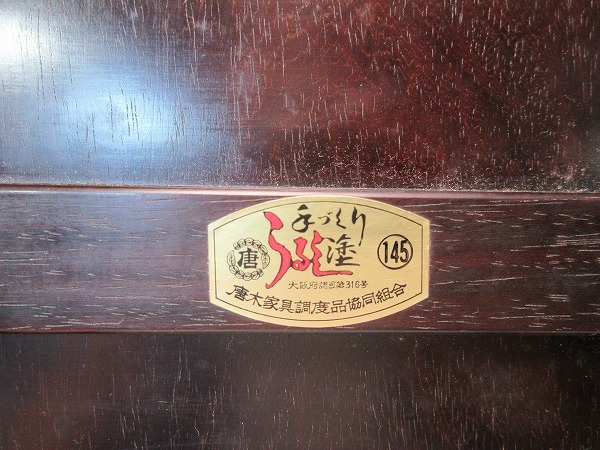 手づくり
唐 うるし塗 145
大阪府認可第316号
唐木家具調度品協同組合